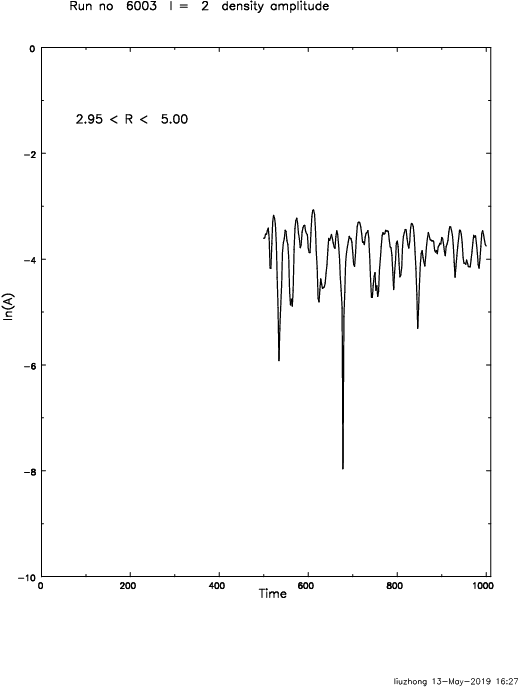 Run no 6003 l = 2 density amplitude
0
2.95 < R < 5.00
-2
-4
ln(A)
-6
-8
-10
0 200 400 600 800 1000
Time
liuzhong 13-May-2019 16:27